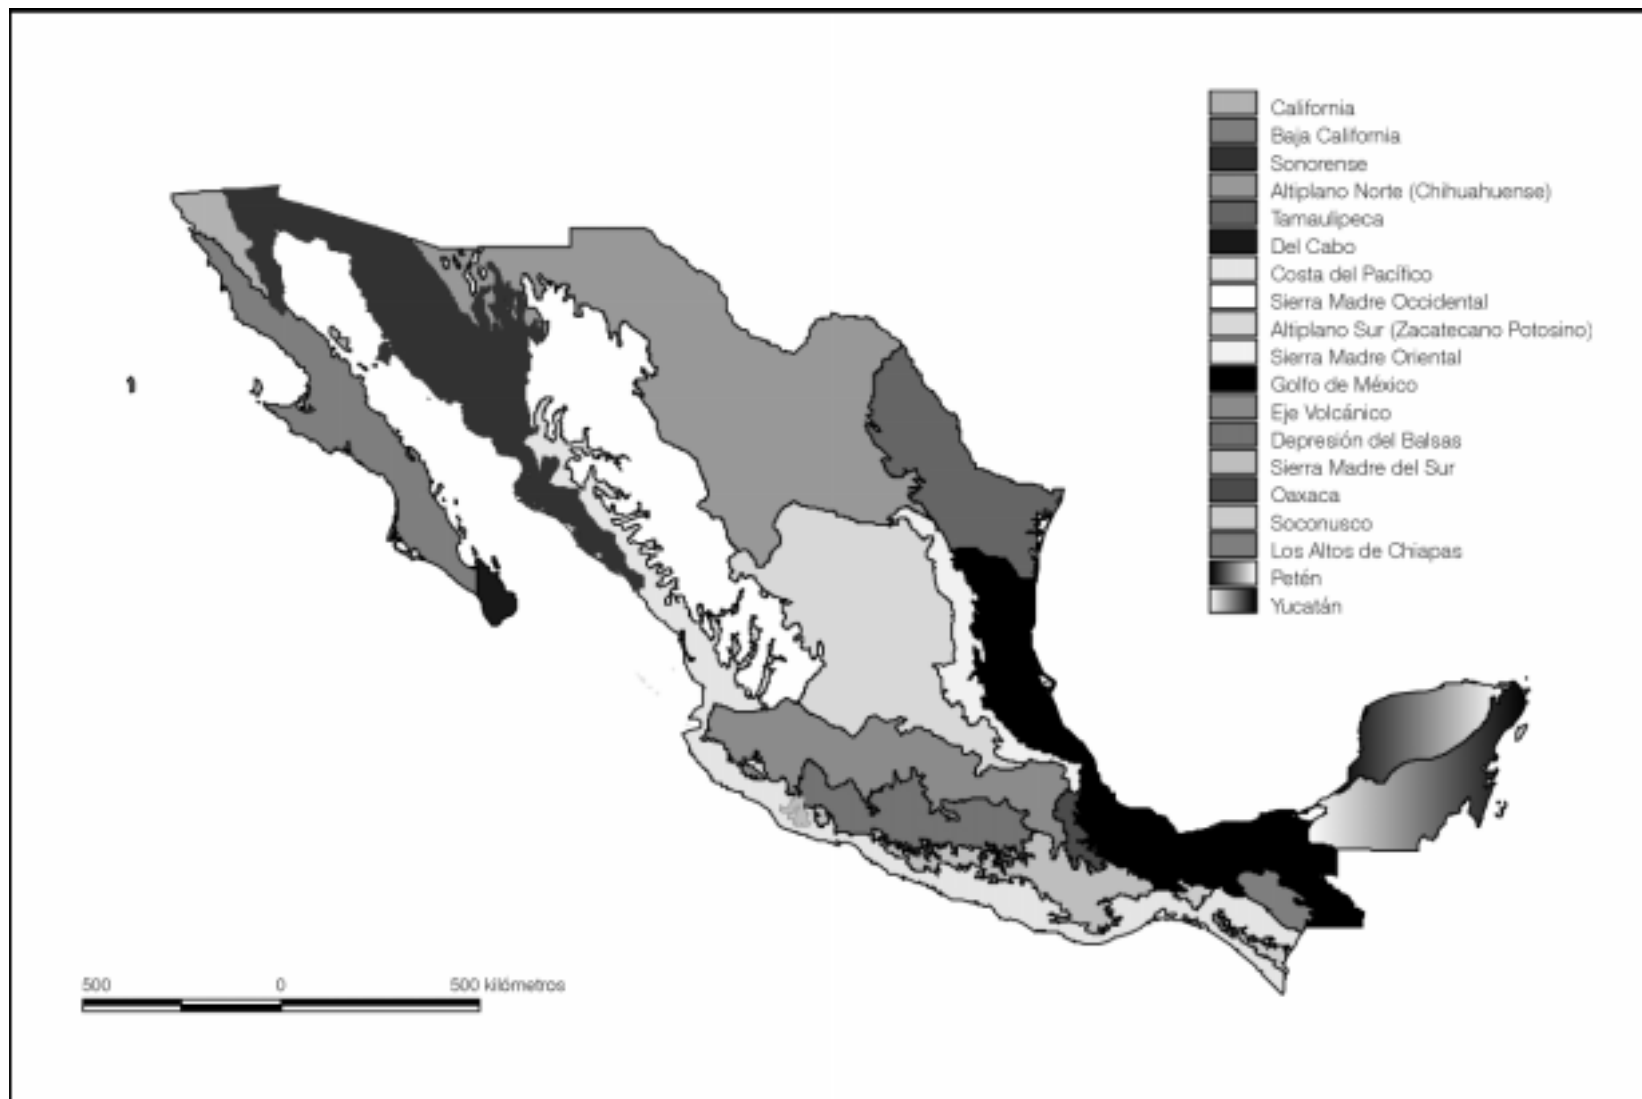 California
Baja California
Sonorense
Altiplano Norte (Chihuahuense)
Tamaulipeca
Del Cabo
Costa del Pacífico
Sierra Madre Occidental
Altiplano Sur (Zacatecano Potosino)
Sierra Madre Oriental
Golfo de México
Eje Volcánico
Depresión del Balsas
Sierra Madre del Sur
Oaxaca
Soconusco
Los Altos de Chiapas
Petén
Yucatán
500 0 500 kilómetros